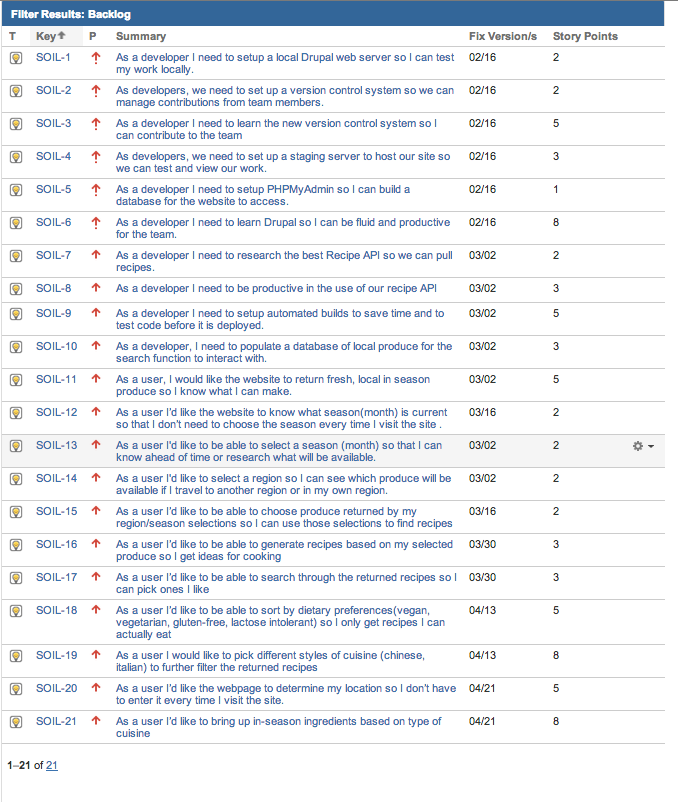 Filter Results: Backlog
T Key P Summary Fix Version/s Story Points
SOIL-1 As a developer I need to setup a local Drupal web server so I can test 02/16 2
my work locally.
SOIL-2 As developers, we need to set up a version control system so we can 02/16 2
manage contributions from team members.
SOIL-3 As a developer I need to learn the new version control system so I 02/16 5
can contribute to the team
SOIL-4 As developers, we need to set up a staging server to host our site so 02/16 3
we can test and view our work.
SOIL-5 As a developer I need to setup PHPMyAdmin so I can build a 02/16 1
database for the website to access.
SOIL-6 As a developer I need to learn Drupal so I can be fluid and productive 02/16 8
for the team.
SOIL-7 As a developer I need to research the best Recipe API so we can pull 03/02 2
recipes.
SOIL-8 As a developer I need to be productive in the use of our recipe API 03/02 3
SOIL-9 As a developer I need to setup automated builds to save time and to 03/02 5
test code before it is deployed.
SOIL-10 As a developer, I need to populate a database of local produce for the 03/02 3
search function to interact with.
SOIL-11 As a user, I would like the website to return fresh, local in season 03/02 5
produce so I know what I can make.
SOIL-12 As a user I'd like the website to know what season(month) is current 03/16 2
so that I don't need to choose the season every time I visit the site .
SOIL-13 As a user I'd like to be able to select a season (month) so that I can 03/02 2
know ahead of time or research what will be available.
SOIL-14 As a user I'd like to select a region so I can see which produce will be 03/02 2
available if I travel to another region or in my own region.
SOIL-15 As a user I'd like to be able to choose produce returned by my 03/16 2
region/season selections so I can use those selections to find recipes
SOIL-16 As a user I'd like to be able to generate recipes based on my selected 03/30 3
produce so I get ideas for cooking
SOIL-17 As a user I'd like to be able to search through the returned recipes so I 03/30 3
can pick ones I like
SOIL-18 As a user I'd like to be able to sort by dietary preferences(vegan, 04/13 5
vegetarian, gluten-free, lactose intolerant) so I only get recipes I can
actually eat
SOIL-19 As a user I would like to pick different styles of cuisine (chinese, 04/13 8
italian) to further filter the returned recipes
SOIL-20 As a user I'd like the webpage to determine my location so I don't have 04/21 5
to enter it every time I visit the site.
SOIL-21 As a user I'd like to bring up in-season ingredients based on type of 04/21 8
cuisine
1–21 of 21